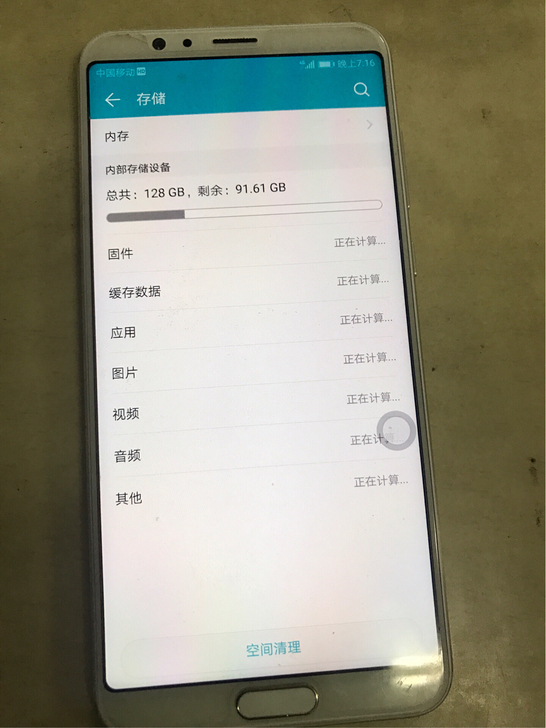 中国移动 HD 晚上7:16
存储
内存
内部存储设备
总共：128 GB，剩余：91.61 GB
固件 正在计算...
缓存数据 正在计算...
应用 正在计算...
图片 正在计算...
视频 正在计算...
音频 正在计
其他 正在计算...
空间清理